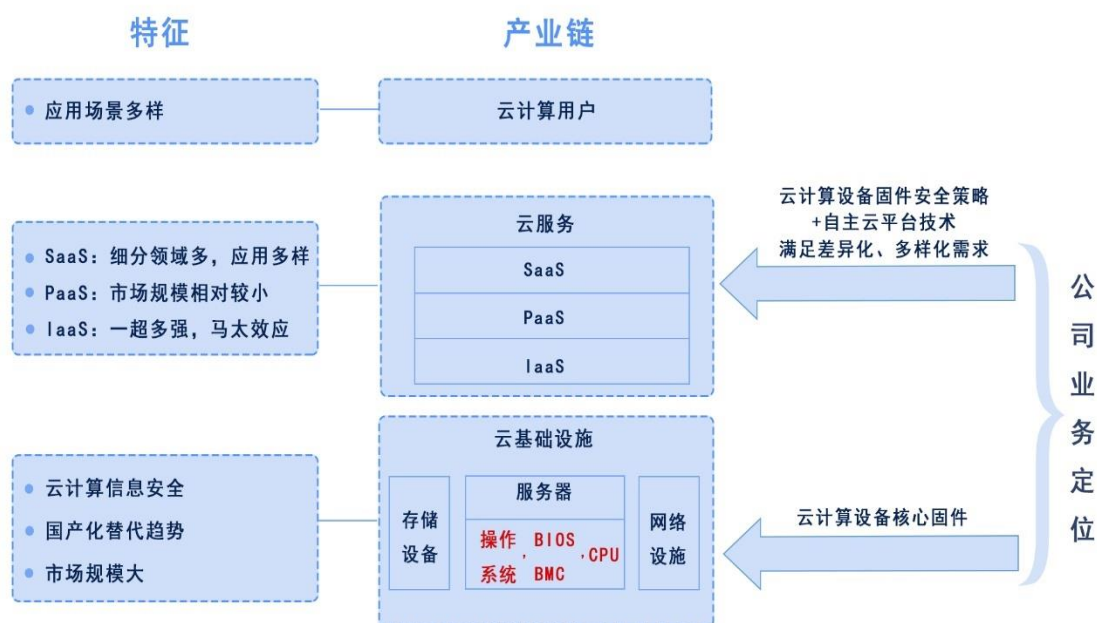 特征
产业链
应用场景多样
云计算用户
SaaS：细分领域多，应用多样
PaaS：市场规模相对较小
IaaS：一超多强，马太效应
云服务
SaaS
PaaS
IaaS
云计算设备固件安全策略
+自主云平台技术
满足差异化、多样化需求
云计算信息安全
国产化替代趋势
市场规模大
云基础设施
存储
设备
服务器
操作
系统
,
BIOS
BMC
,CPU
网络
设施
云计算设备核心固件
公司业务定位